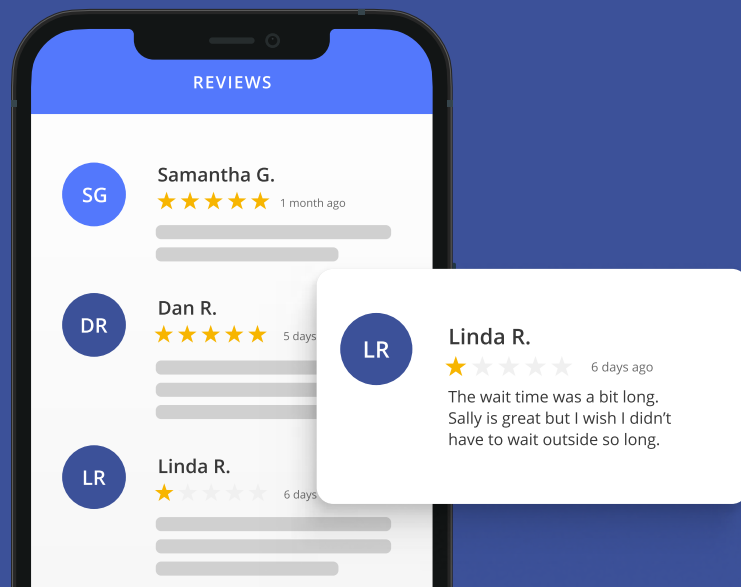 REVIEWS
SG
Samantha G.
1 month ago
DR
Dan R.
5 days
LR
Linda R.
6 days
LR
Linda R.
6 days ago
The wait time was a bit long.
Sally is great but I wish I didn’t
have to wait outside so long.